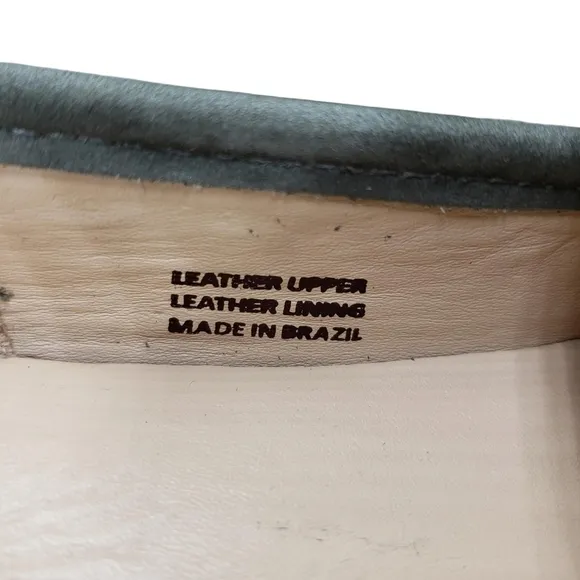 LEATHER UPPER
LEATHER LINING
MADE IN BRAZIL